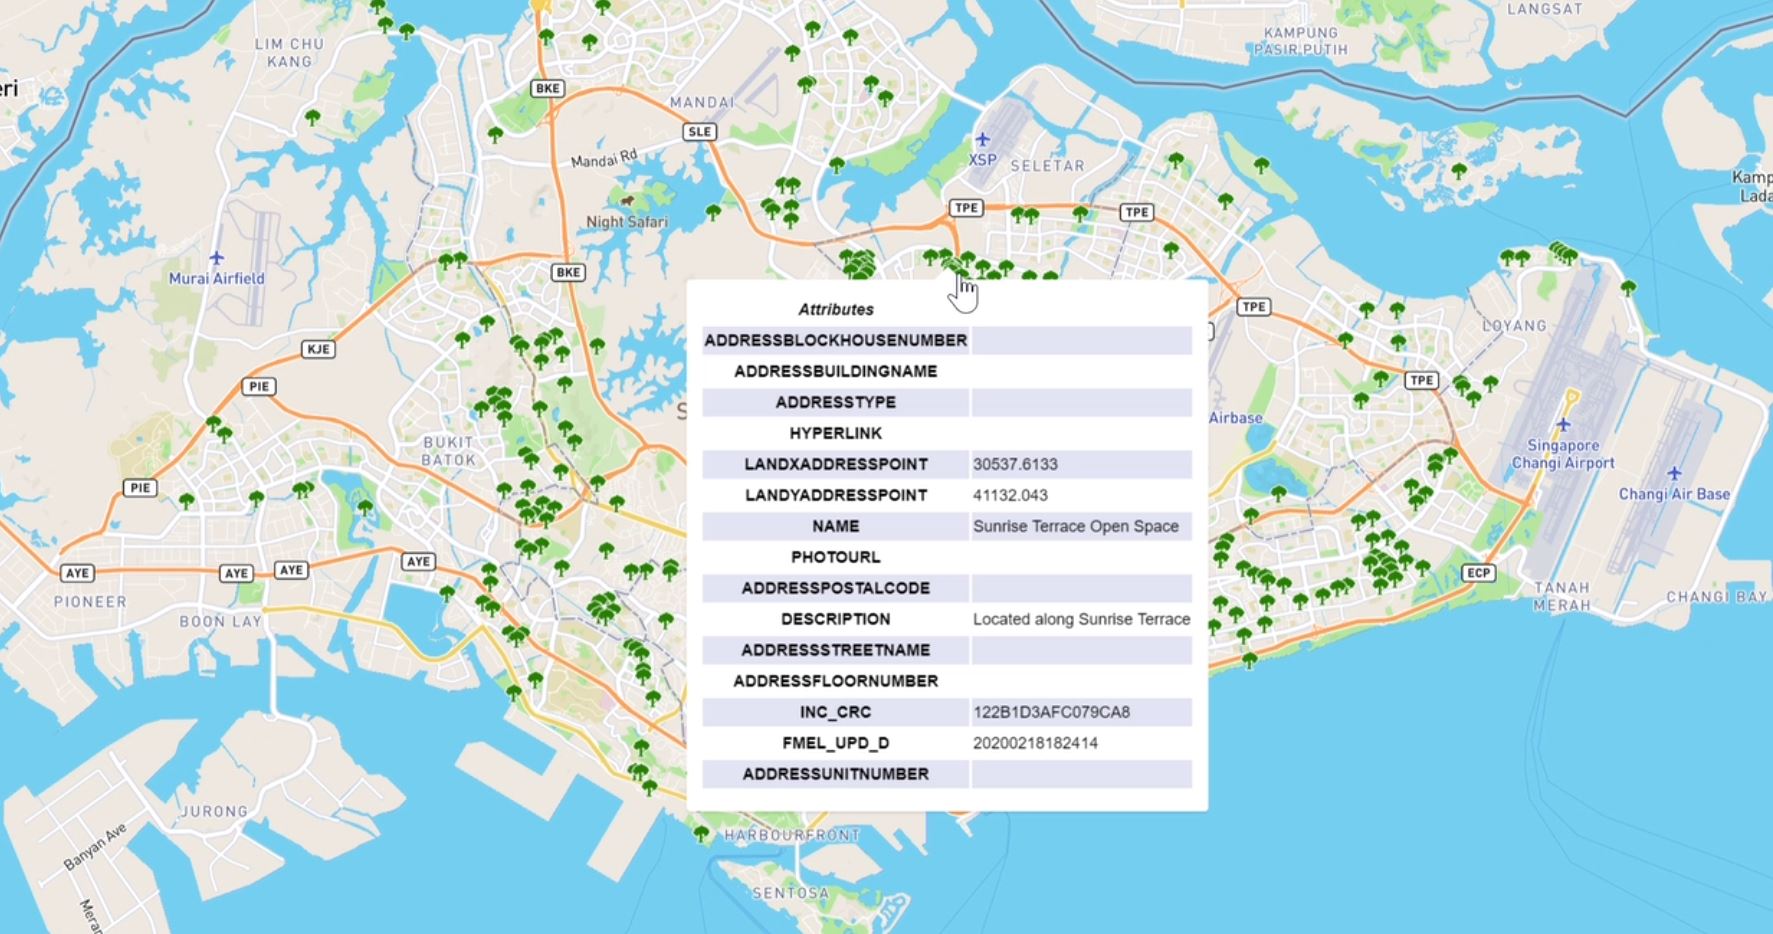 LANGSAT
LIM CHU
KANG
KAMPUNG
PASIR PUTIH
eri
BKE
MANDAI
SLE
XSP
SELETAR
Mandai Rd
Night Safari
TPE
TPE
Murai Airfield
BKE
TPE
LOYANG
KJE
PIE
TPE
Airbase
BUKIT
BATOK
Singapore
Changi Airport
PIE
Changi Air Base
AYE
AYE
AYE
AYE
ECP
PIONEER
BOON LAY
TANAH
MERAH
CHANGI BAY
JURONG
Banyan Ave
HARBOURFRONT
SENTOSA
Attributes
ADDRESSBLOCKHOUSENUMBER
ADDRESSBUILDINGNAME
ADDRESSTYPE
HYPERLINK
LANDXADDRESSPOINT 30537.6133
LANDYADDRESSPOINT 41132.043
NAME Sunrise Terrace Open Space
PHOTOURL
ADDRESSPOSTALCODE
DESCRIPTION Located along Sunrise Terrace
ADDRESSSTREETNAME
ADDRESSFLOORNUMBER
INC_CRC 122B1D3AFC079CA8
FMEL_UPD_D 20200218182414
ADDRESSUNITNUMBER